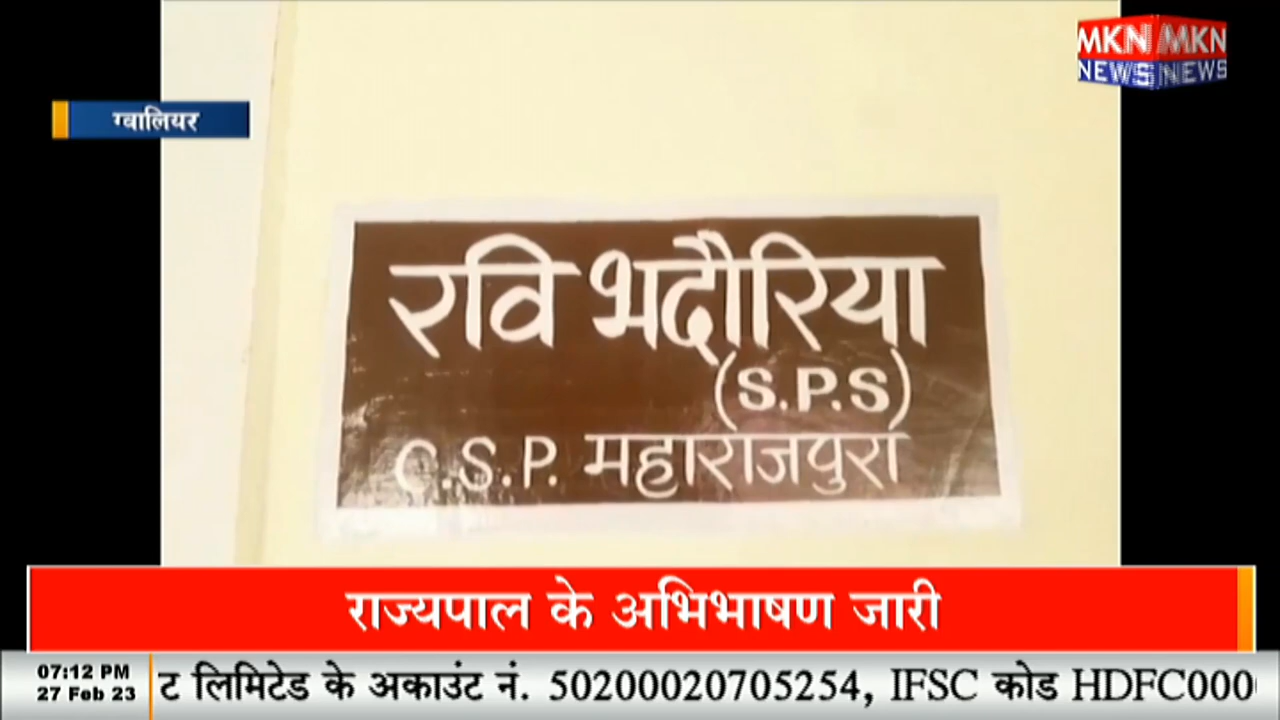 MKN MKN
NEWS NEWS
ग्वालियर
रवि भदौरिया
(S.P.S)
C.S.P. महाराजपुरा
राज्यपाल के अभिभाषण जारी
07:12 PM
27 Feb 23
ट लिमिटेड के अकाउंट नं. 50200020705254, IFSC कोड HDFC000